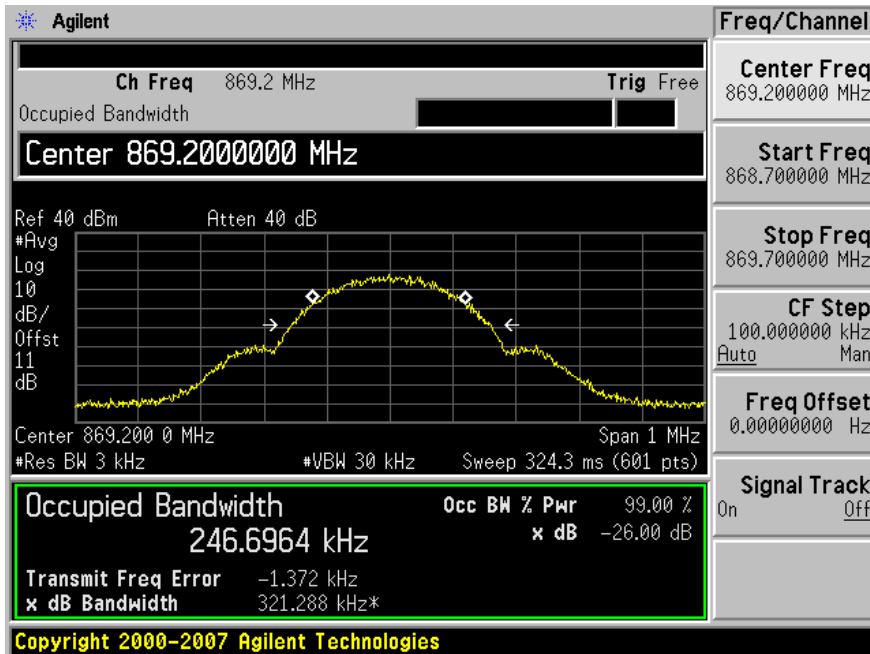 Agilent
Freq/Channel
Ch Freq 869.2 MHz Trig Free
Occupied Bandwidth
Center 869.2000000 MHz
Ref 40 dBm Atten 40 dB
#Avg
Log
10
dB/
Offst
11
dB
Center 869.200 0 MHz Span 1 MHz
#Res BW 3 kHz #VBW 30 kHz Sweep 324.3 ms (601 pts)
Occupied Bandwidth Occ BW % Pwr 99.00 %
246.6964 kHz x dB -26.00 dB
Transmit Freq Error -1.372 kHz
x dB Bandwidth 321.288 kHz*
Copyright 2000-2007 Agilent Technologies
Center Freq
869.200000 MHz
Start Freq
868.700000 MHz
Stop Freq
869.700000 MHz
CF Step
100.000000 kHz
Auto Man
Freq Offset
0.00000000 Hz
Signal Track
On Off